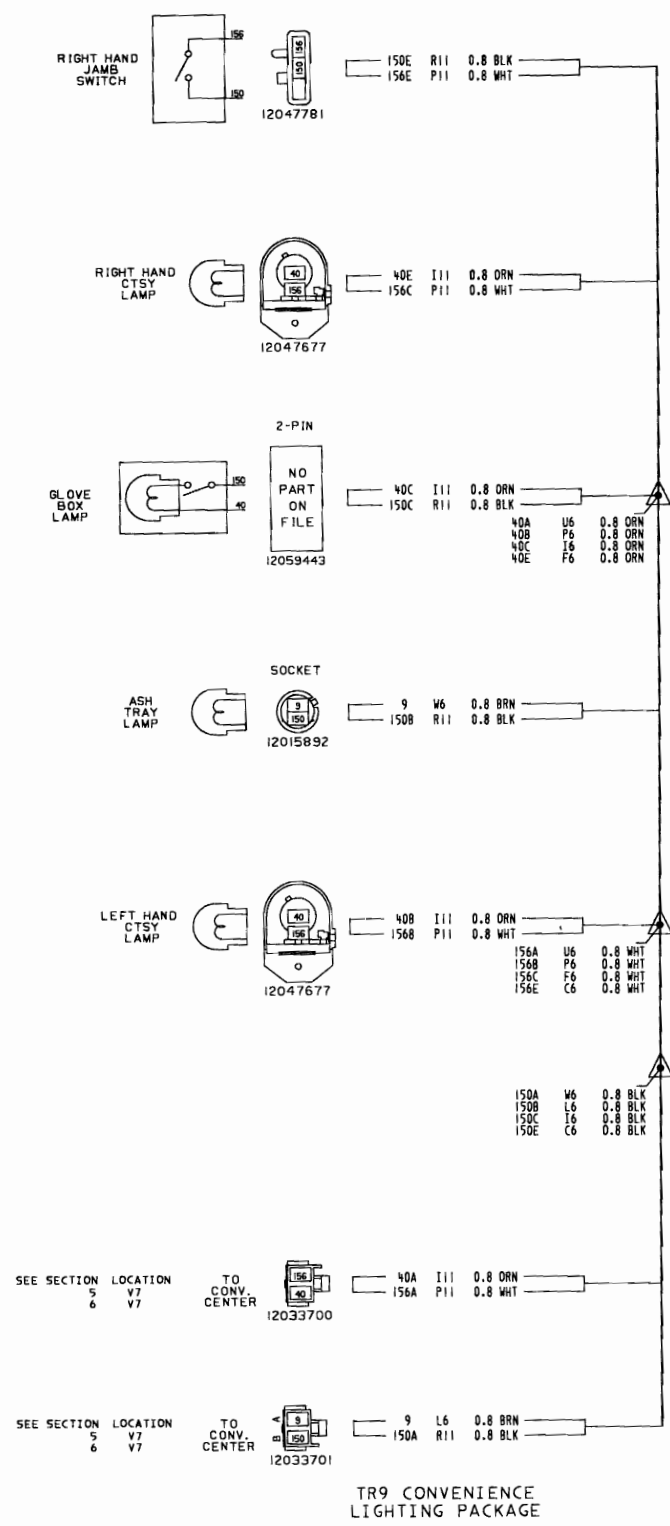 RIGHT HAND
JAMB
SWITCH
156
150
156
150
12047781
150E R11 0.8 BLK
156E P11 0.8 WHT
RIGHT HAND
CTSY
LAMP
40
156
12047677
40E I11 0.8 ORN
156C P11 0.8 WHT
2-PIN
GLOVE
BOX
LAMP
150
40
NO
PART
ON
FILE
12059443
40C I11 0.8 ORN
150C R11 0.8 BLK
40A U6 0.8 ORN
40B P6 0.8 ORN
40C I6 0.8 ORN
40E F6 0.8 ORN
SOCKET
ASH
TRAY
LAMP
9
150
12015892
9 W6 0.8 BRN
150B R11 0.8 BLK
LEFT HAND
CTSY
LAMP
40
156
12047677
40B I11 0.8 ORN
156B P11 0.8 WHT
156A U6 0.8 WHT
156B P6 0.8 WHT
156C F6 0.8 WHT
156E C6 0.8 WHT
150A W6 0.8 BLK
150B L6 0.8 BLK
150C I6 0.8 BLK
150E C6 0.8 BLK
SEE SECTION LOCATION
5 V7
6 V7
TO
CONV.
CENTER
156
40
12033700
40A I11 0.8 ORN
156A P11 0.8 WHT
SEE SECTION LOCATION
5 V7
6 V7
TO
CONV.
CENTER
A
B
9
150
12033701
9 L6 0.8 BRN
150A R11 0.8 BLK
TR9 CONVENIENCE
LIGHTING PACKAGE